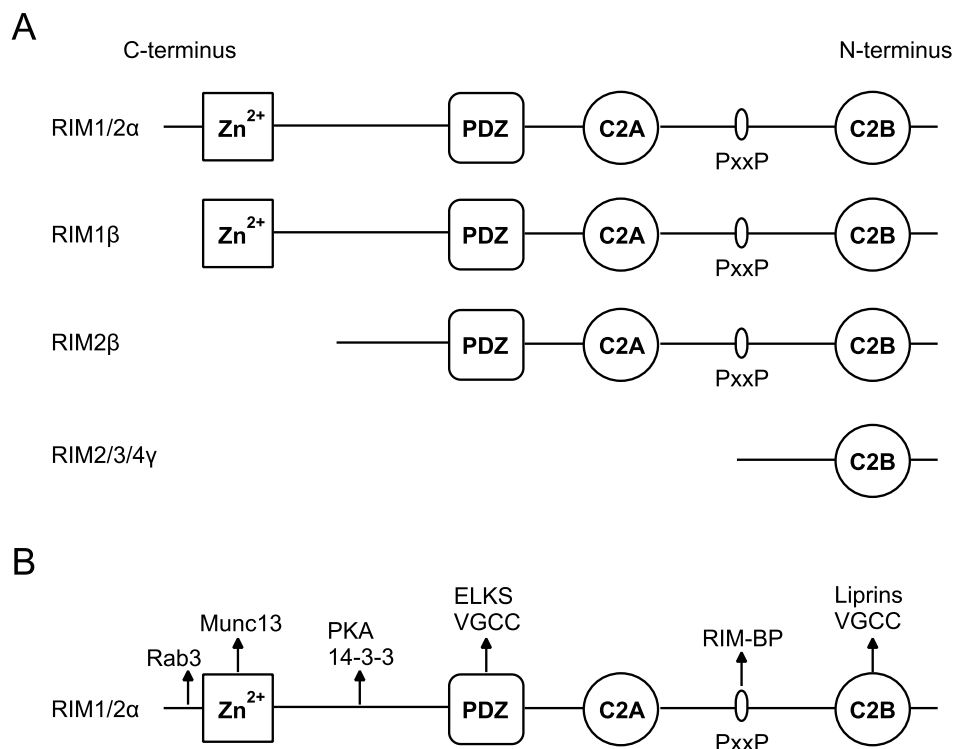 A
C-terminus N-terminus
RIM1/2α Zn2+ PDZ C2A C2B
PxxP
RIM1β Zn2+ PDZ C2A C2B
PxxP
RIM2β PDZ C2A C2B
PxxP
RIM2/3/4γ C2B
B
ELKS Liprins
Munc13 PKA VGCC VGCC
Rab3 14-3-3 RIM-BP
RIM1/2α Zn2+ PDZ C2A C2B
PxxP